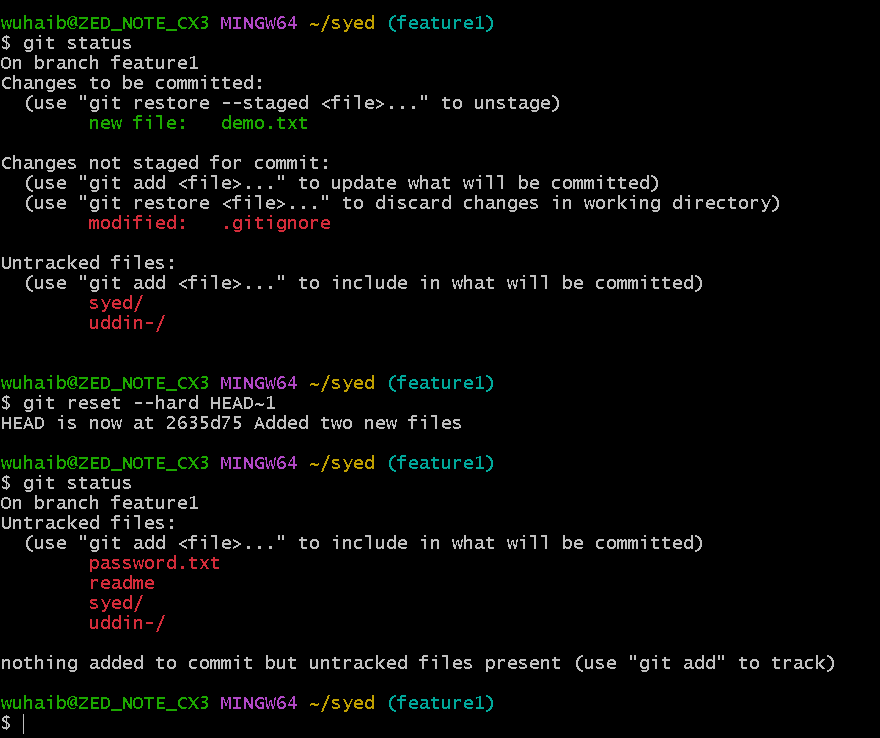 wuhaib@ZED_NOTE_CX3 MINGW64 ~/syed (feature1)
$ git status
On branch feature1
Changes to be committed:
  (use "git restore --staged <file>..." to unstage)
        new file:   demo.txt

Changes not staged for commit:
  (use "git add <file>..." to update what will be committed)
  (use "git restore <file>..." to discard changes in working directory)
        modified:   .gitignore

Untracked files:
  (use "git add <file>..." to include in what will be committed)
        syed/
        uddin-/


wuhaib@ZED_NOTE_CX3 MINGW64 ~/syed (feature1)
$ git reset --hard HEAD~1
HEAD is now at 2635d75 Added two new files

wuhaib@ZED_NOTE_CX3 MINGW64 ~/syed (feature1)
$ git status
On branch feature1
Untracked files:
  (use "git add <file>..." to include in what will be committed)
        password.txt
        readme
        syed/
        uddin-/

nothing added to commit but untracked files present (use "git add" to track)

wuhaib@ZED_NOTE_CX3 MINGW64 ~/syed (feature1)
$